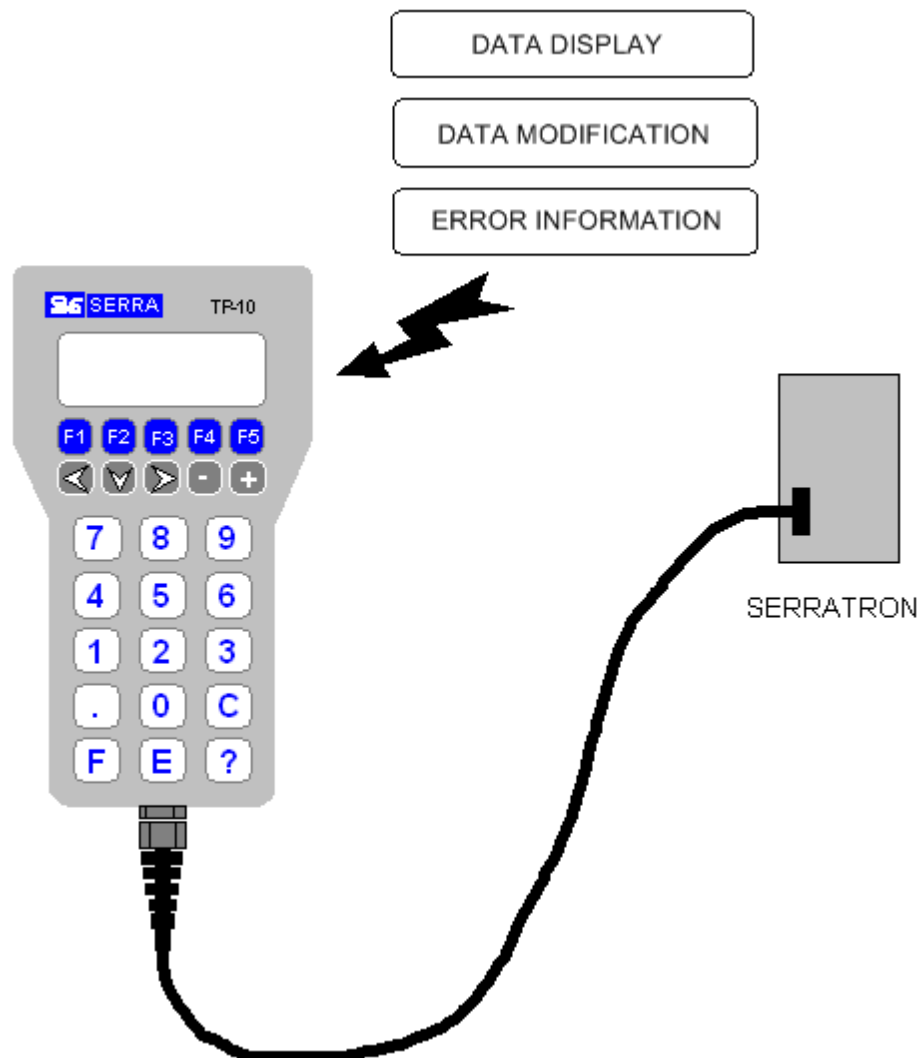 DATA DISPLAY
DATA MODIFICATION
ERROR INFORMATION
SERRA TP-10
F1 F2 F3 F4 F5
- +
7 8 9
4 5 6
1 2 3
. 0 C
F E ?
SERRATRON